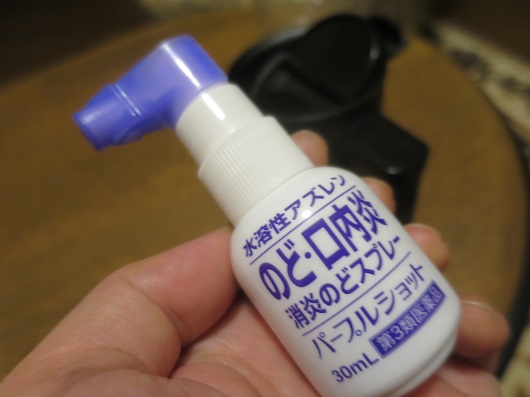 水溶性アズレン
のど・口内炎
消炎のどスプレー
パープルショット
30mL 第3類医薬品